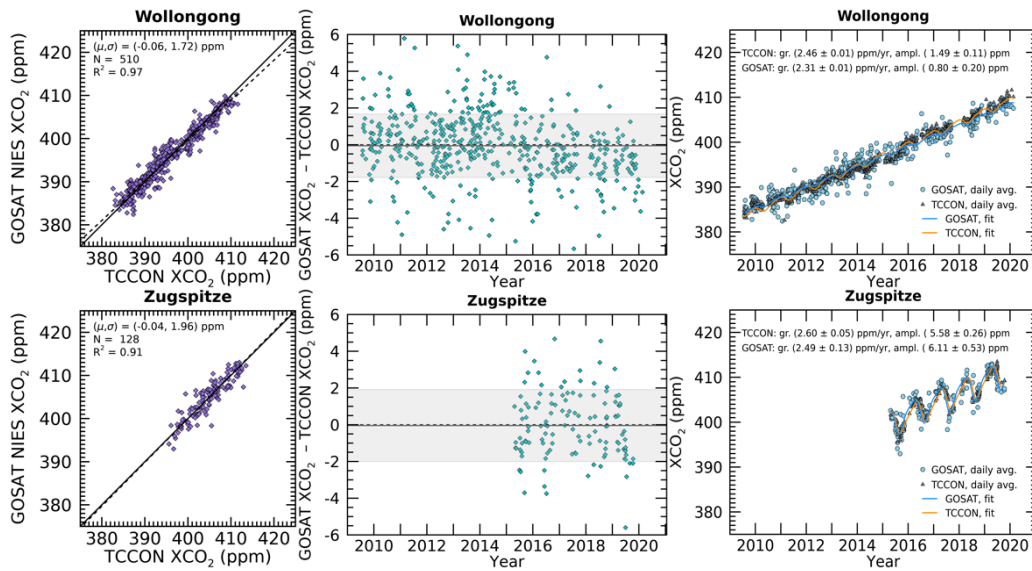 Wollongong
GOSAT NIES XCO₂ (ppm)
(μ,σ) = (-0.06, 1.72) ppm
N = 510
R² = 0.97
420
410
400
390
380
380 390 400 410 420
TCCON XCO₂ (ppm)
Wollongong
GOSAT XCO₂ − TCCON XCO₂ (ppm)
6
4
2
0
-2
-4
-6
2010 2012 2014 2016 2018 2020
Year
Wollongong
XCO₂ (ppm)
TCCON: gr. (2.46 ± 0.01) ppm/yr, ampl. ( 1.49 ± 0.11) ppm
GOSAT: gr. (2.31 ± 0.01) ppm/yr, ampl. ( 0.80 ± 0.20) ppm
420
410
400
390
380
GOSAT, daily avg.
TCCON, daily avg.
GOSAT, fit
TCCON, fit
2010 2012 2014 2016 2018 2020
Year
Zugspitze
GOSAT NIES XCO₂ (ppm)
(μ,σ) = (-0.04, 1.96) ppm
N = 128
R² = 0.91
420
410
400
390
380
380 390 400 410 420
TCCON XCO₂ (ppm)
Zugspitze
GOSAT XCO₂ − TCCON XCO₂ (ppm)
6
4
2
0
-2
-4
-6
2010 2012 2014 2016 2018 2020
Year
Zugspitze
XCO₂ (ppm)
TCCON: gr. (2.60 ± 0.05) ppm/yr, ampl. ( 5.58 ± 0.26) ppm
GOSAT: gr. (2.49 ± 0.13) ppm/yr, ampl. ( 6.11 ± 0.53) ppm
420
410
400
390
380
GOSAT, daily avg.
TCCON, daily avg.
GOSAT, fit
TCCON, fit
2010 2012 2014 2016 2018 2020
Year